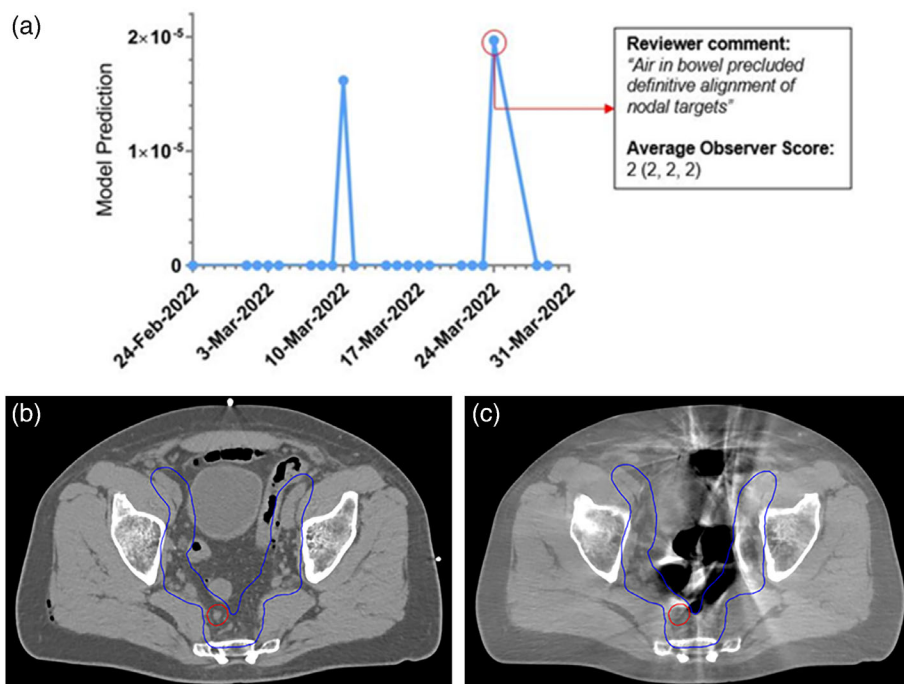 (a)
2×10⁻⁵
1×10⁻⁵
0
Model Prediction
24-Feb-2022
3-Mar-2022
10-Mar-2022
17-Mar-2022
24-Mar-2022
31-Mar-2022
Reviewer comment:
"Air in bowel precluded
definitive alignment of
nodal targets"
Average Observer Score:
2 (2, 2, 2)
(b)
(c)